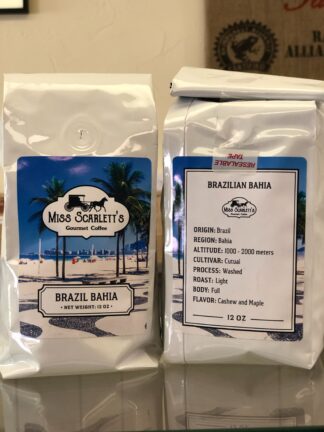 MISS SCARLETT'S
Gourmet Coffee
BRAZIL BAHIA
• NET WEIGHT: 12 OZ •
RESEALABLE
TAPE
BRAZILIAN BAHIA
MISS SCARLETT'S
Gourmet Coffee
ORIGIN: Brazil
REGION: Bahia
ALTITUDE: 1000 - 2000 meters
CULTIVAR: Catuai
PROCESS: Washed
ROAST: Light
BODY: Full
FLAVOR: Cashew and Maple
12 OZ